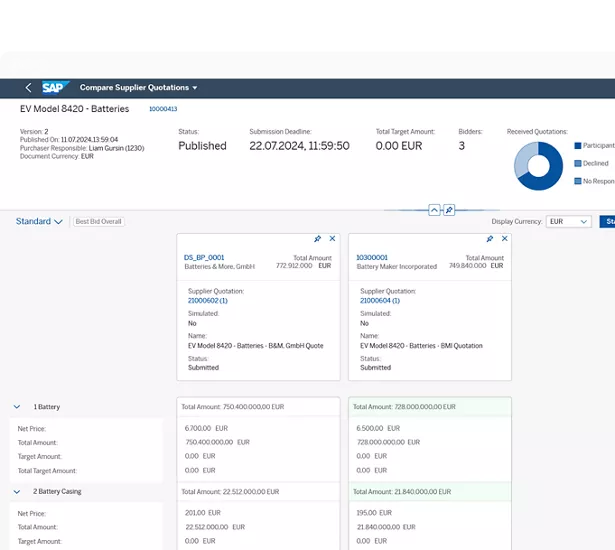 SAP Compare Supplier Quotations
EV Model 8420 - Batteries 10000413
Version: 2
Published On: 11.07.2024,13:59:04
Purchaser Responsible: Liam Gursin (1230)
Document Currency: EUR
Status:
Published
Submission Deadline:
22.07.2024, 11:59:50
Total Target Amount:
0.00 EUR
Bidders:
3
Received Quotations:
Participant
Declined
No Respon
Standard Best Bid Overall
Display Currency: EUR Sta
DS_BP_0001 Total Amount
Batteries & More, GmbH 772.912.000 EUR
Supplier Quotation:
21000602 (1)
Simulated:
No
Name:
EV Model 8420 - Batteries - B&M, GmbH Quote
Status:
Submitted
10300001 Total Amount
Battery Maker Incorporated 749.840.000 EUR
Supplier Quotation:
21000604 (1)
Simulated:
No
Name:
EV Model 8420 - Batteries - BMI Quotation
Status:
Submitted
1 Battery Total Amount: 750.400.000,00 EUR Total Amount: 728.000.000,00 EUR
Net Price: 6.700,00 EUR 6.500,00 EUR
Total Amount: 750.400.000,00 EUR 728.000.000,00 EUR
Target Amount: 0,00 EUR 0,00 EUR
Total Target Amount: 0,00 EUR 0,00 EUR
2 Battery Casing Total Amount: 22.512.000,00 EUR Total Amount: 21.840.000,00 EUR
Net Price: 201,00 EUR 195,00 EUR
Total Amount: 22.512.000,00 EUR 21.840.000,00 EUR
Target Amount: 0,00 EUR 0,00 EUR